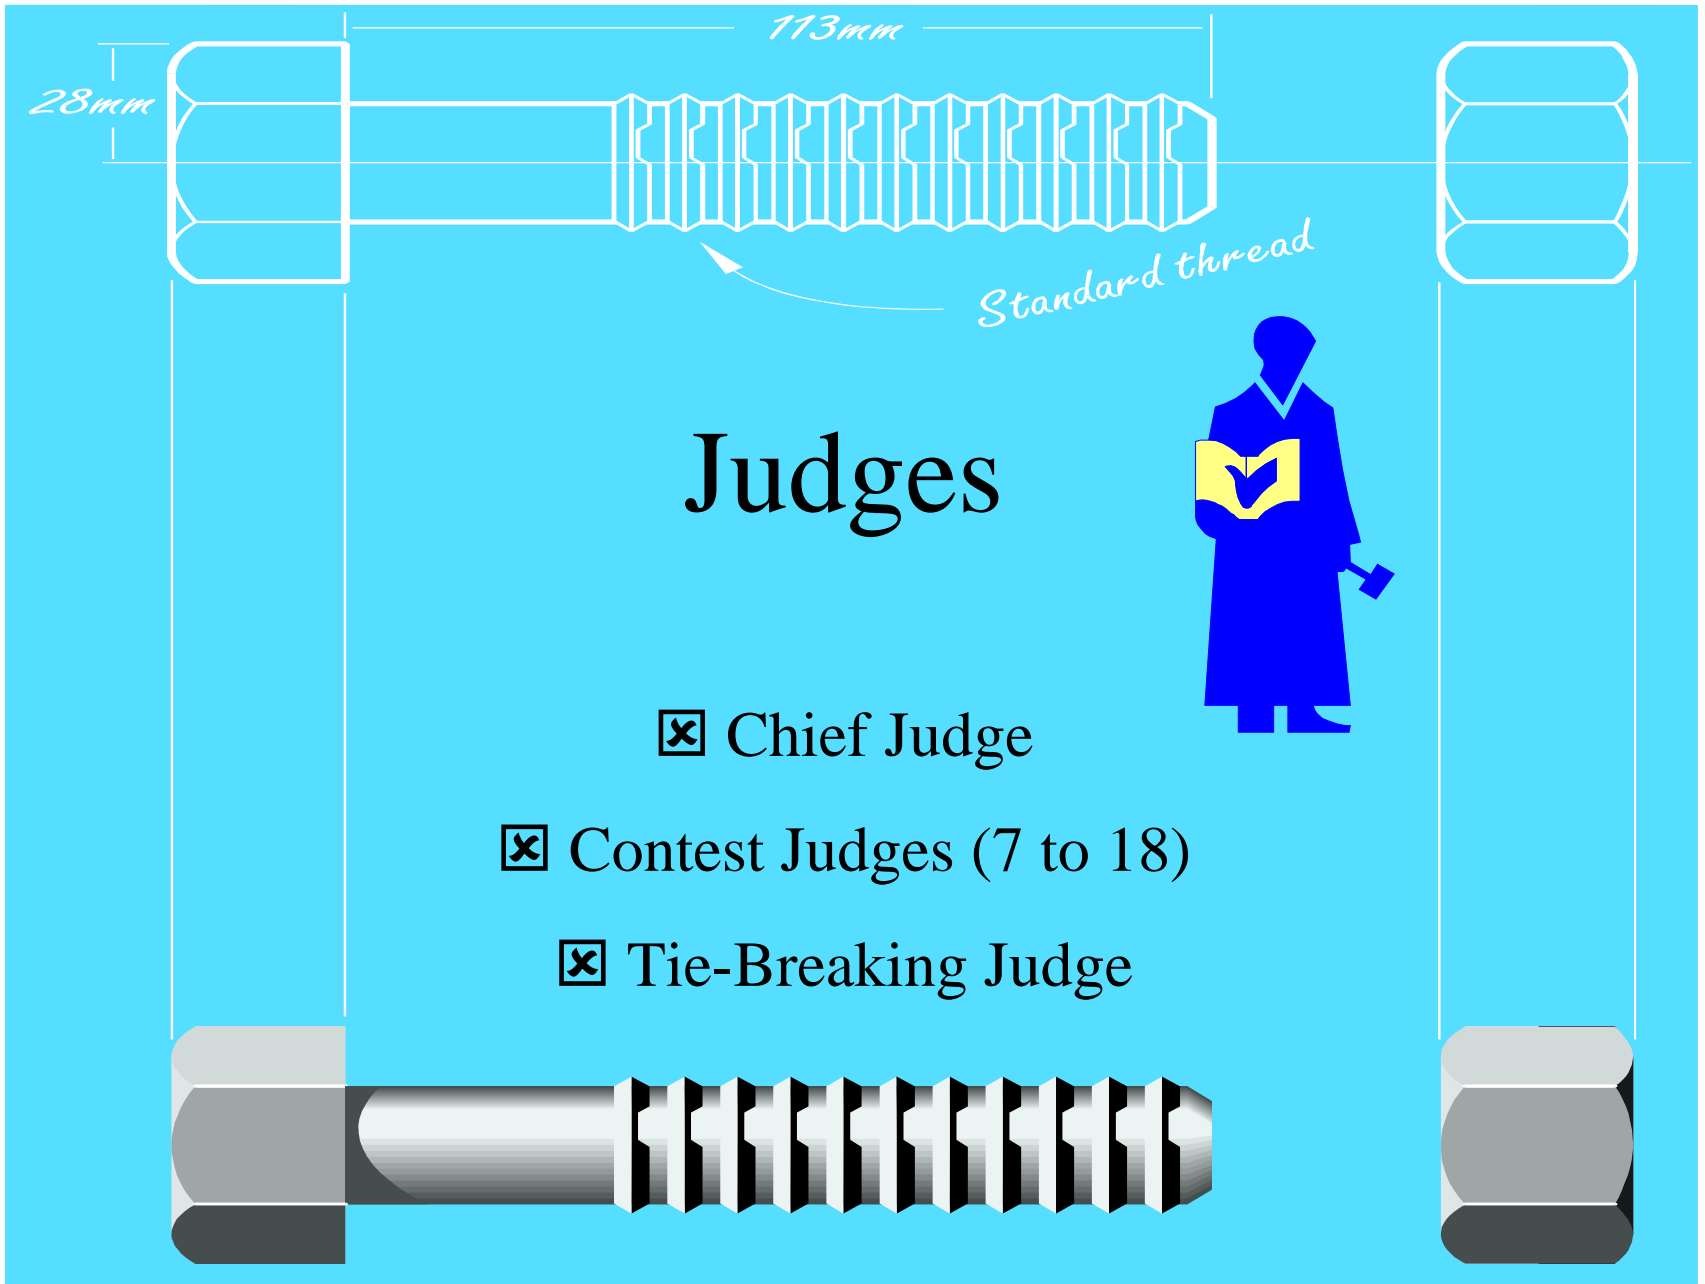 113mm
28mm
Standard thread
Judges
☒ Chief Judge
☒ Contest Judges (7 to 18)
☒ Tie-Breaking Judge